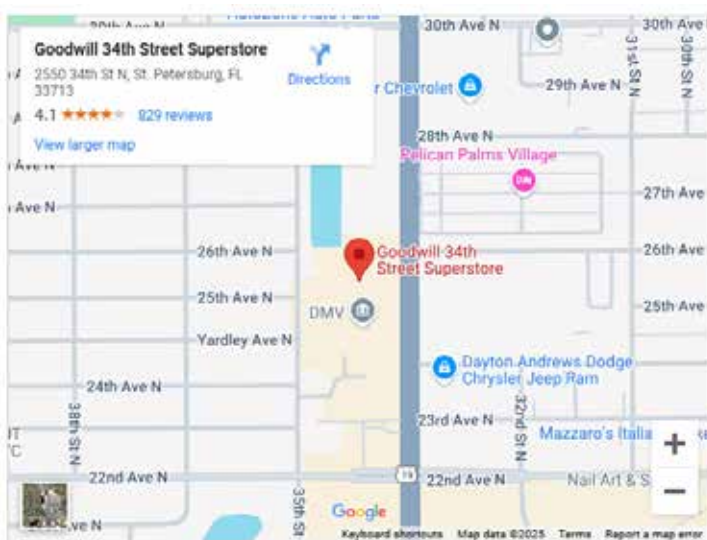 30th Ave N
30th Ave
Goodwill 34th Street Superstore
2550 34th St N, St. Petersburg, FL
33713
4.1
829 reviews
View larger map
Directions
31st St N
30th St N
Chevrolet
29th Ave N
28th Ave N
Pelican Palms Village
27th Ave
Ave N
Ave N
26th Ave N
Goodwill 34th
Street Superstore
26th Ave
25th Ave N
DMV
25th Ave
Yardley Ave N
Dayton Andrews Dodge
Chrysler Jeep Ram
24th Ave N
38th St N
23rd Ave N
32nd St N
Mazzaro's
+
22nd Ave N
19
22nd Ave N
Nail Art & S
−
35th St
Google
ve N
Keyboard shortcuts
Map data ©2025
Terms
Report a map error